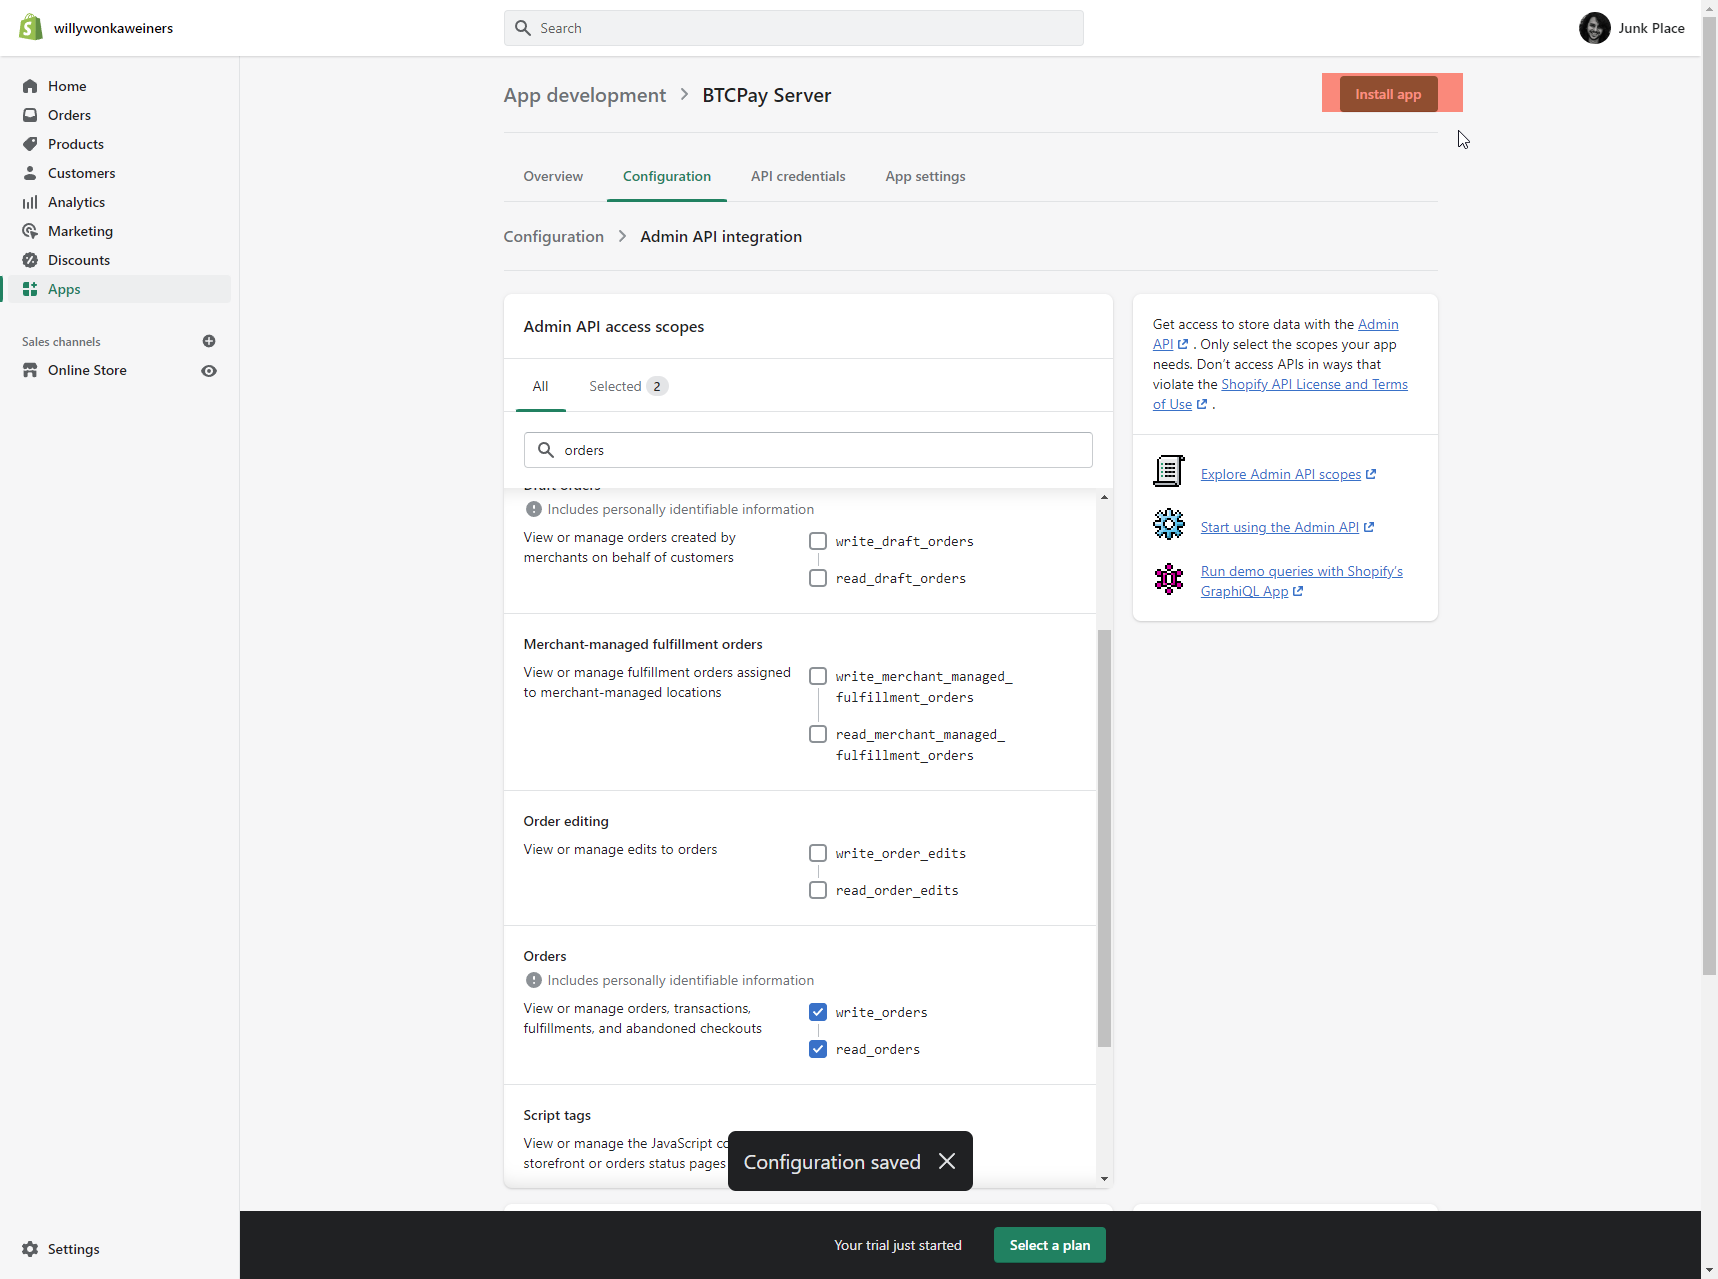 willywonkaweiners
Search
Junk Place
Home
Orders
Products
Customers
Analytics
Marketing
Discounts
Apps
Sales channels
Online Store
Settings
App development > BTCPay Server
Install app
Overview
Configuration
API credentials
App settings
Configuration > Admin API integration
Admin API access scopes
All
Selected 2
orders
Draft orders
Includes personally identifiable information
View or manage orders created by
merchants on behalf of customers
write_draft_orders
read_draft_orders
Merchant-managed fulfillment orders
View or manage fulfillment orders assigned
to merchant-managed locations
write_merchant_managed_
fulfillment_orders
read_merchant_managed_
fulfillment_orders
Order editing
View or manage edits to orders
write_order_edits
read_order_edits
Orders
Includes personally identifiable information
View or manage orders, transactions,
fulfillments, and abandoned checkouts
write_orders
read_orders
Script tags
View or manage the JavaScript
storefront or orders status pages
Configuration saved
Get access to store data with the Admin
API . Only select the scopes your app
needs. Don't access APIs in ways that
violate the Shopify API License and Terms
of Use .
Explore Admin API scopes
Start using the Admin API
Run demo queries with Shopify's
GraphiQL App
Your trial just started
Select a plan